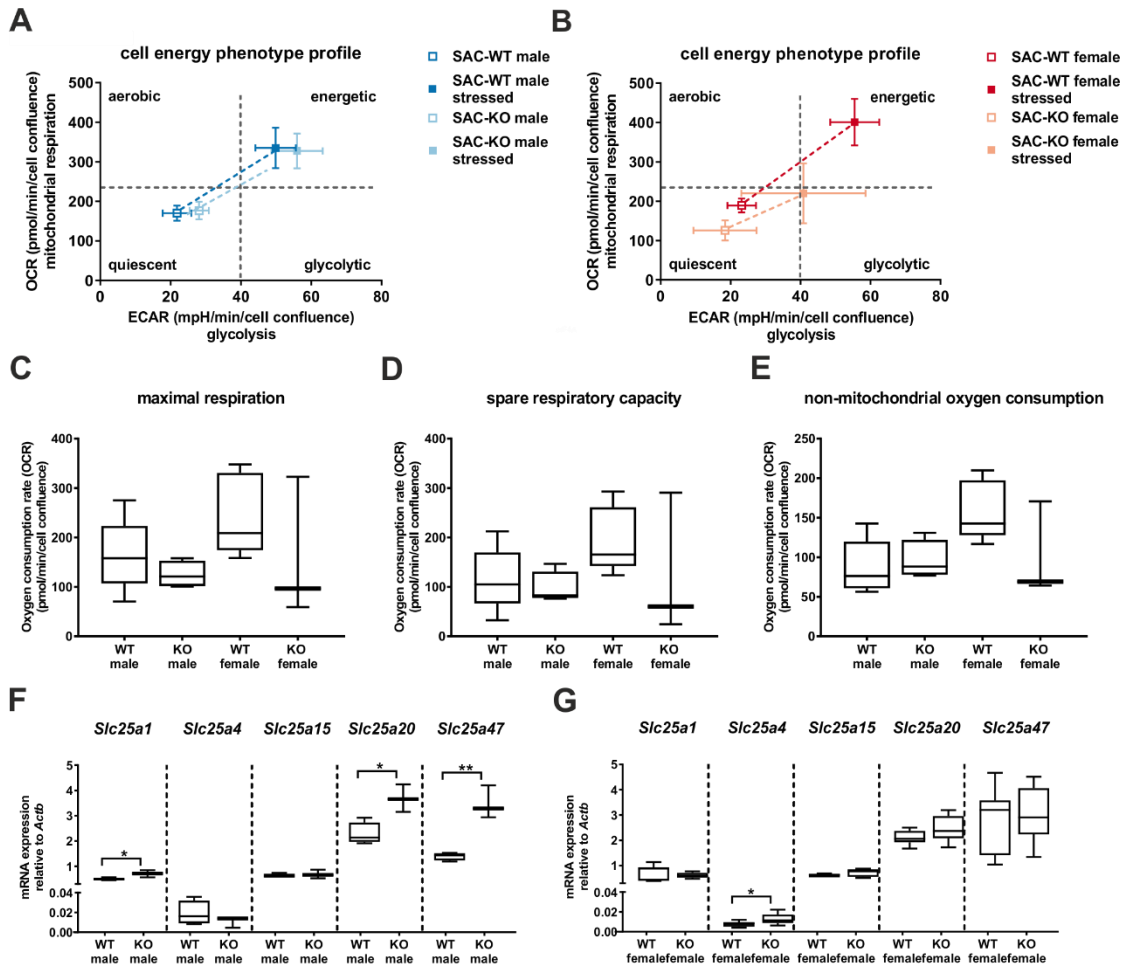 A
cell energy phenotype profile
OCR (pmol/min/cell confluence)
mitochondrial respiration
500
400
300
200
100
0
aerobic
energetic
quiescent
glycolytic
0
20
40
60
80
ECAR (mpH/min/cell confluence)
glycolysis
SAC-WT male
SAC-WT male
stressed
SAC-KO male
SAC-KO male
stressed
B
cell energy phenotype profile
OCR (pmol/min/cell confluence)
mitochondrial respiration
500
400
300
200
100
0
aerobic
energetic
quiescent
glycolytic
0
20
40
60
80
ECAR (mpH/min/cell confluence)
glycolysis
SAC-WT female
SAC-WT female
stressed
SAC-KO female
SAC-KO female
stressed
C
maximal respiration
Oxygen consumption rate (OCR)
(pmol/min/cell confluence)
400
300
200
100
0
WT KO WT KO
male male female female
D
spare respiratory capacity
Oxygen consumption rate (OCR)
(pmol/min/cell confluence)
400
300
200
100
0
WT KO WT KO
male male female female
E
non-mitochondrial oxygen consumption
Oxygen consumption rate (OCR)
(pmol/min/cell confluence)
250
200
150
100
50
0
WT KO WT KO
male male female female
F
Slc25a1 Slc25a4 Slc25a15 Slc25a20 Slc25a47
mRNA expression
relative to Actb
5
4
3
2
1
0.04
0.02
0.00
*
*
**
WT KO WT KO WT KO WT KO WT KO
male male male male male male male male male male
G
Slc25a1 Slc25a4 Slc25a15 Slc25a20 Slc25a47
mRNA expression
relative to Actb
5
4
3
2
1
0.04
0.02
0.00
*
WT KO WT KO WT KO WT KO WT KO
femalefemale femalefemale femalefemale femalefemale femalefemale